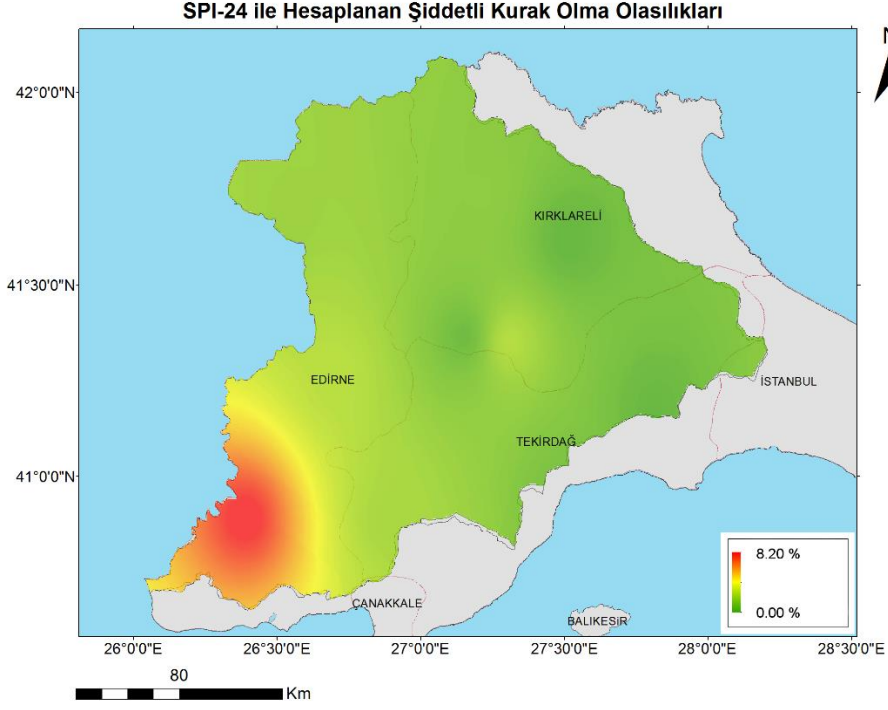 SPI-24 ile Hesaplanan Şiddetli Kurak Olma Olasılıkları
N
42°0'0"N
KIRKLARELİ
41°30'0"N
EDİRNE
İSTANBUL
TEKİRDAĞ
41°0'0"N
8.20 %
0.00 %
ÇANAKKALE
BALIKESİR
26°0'0"E
26°30'0"E
27°0'0"E
27°30'0"E
28°0'0"E
28°30'0"E
80
Km